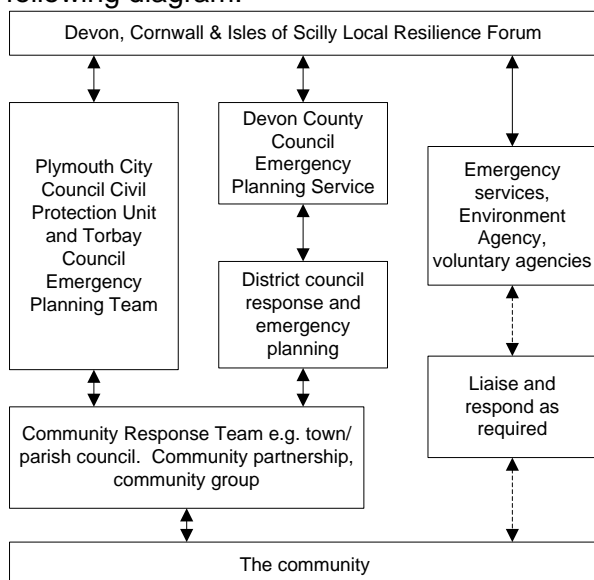 following diagram.
Devon, Cornwall & Isles of Scilly Local Resilience Forum
Plymouth City
Council Civil
Protection Unit
and Torbay
Council
Emergency
Planning Team
Devon County
Council
Emergency
Planning Service
Emergency
services,
Environment
Agency,
voluntary agencies
District council
response and
emergency
planning
Liaise and
respond as
required
Community Response Team e.g. town/
parish council.  Community partnership,
community group
The community